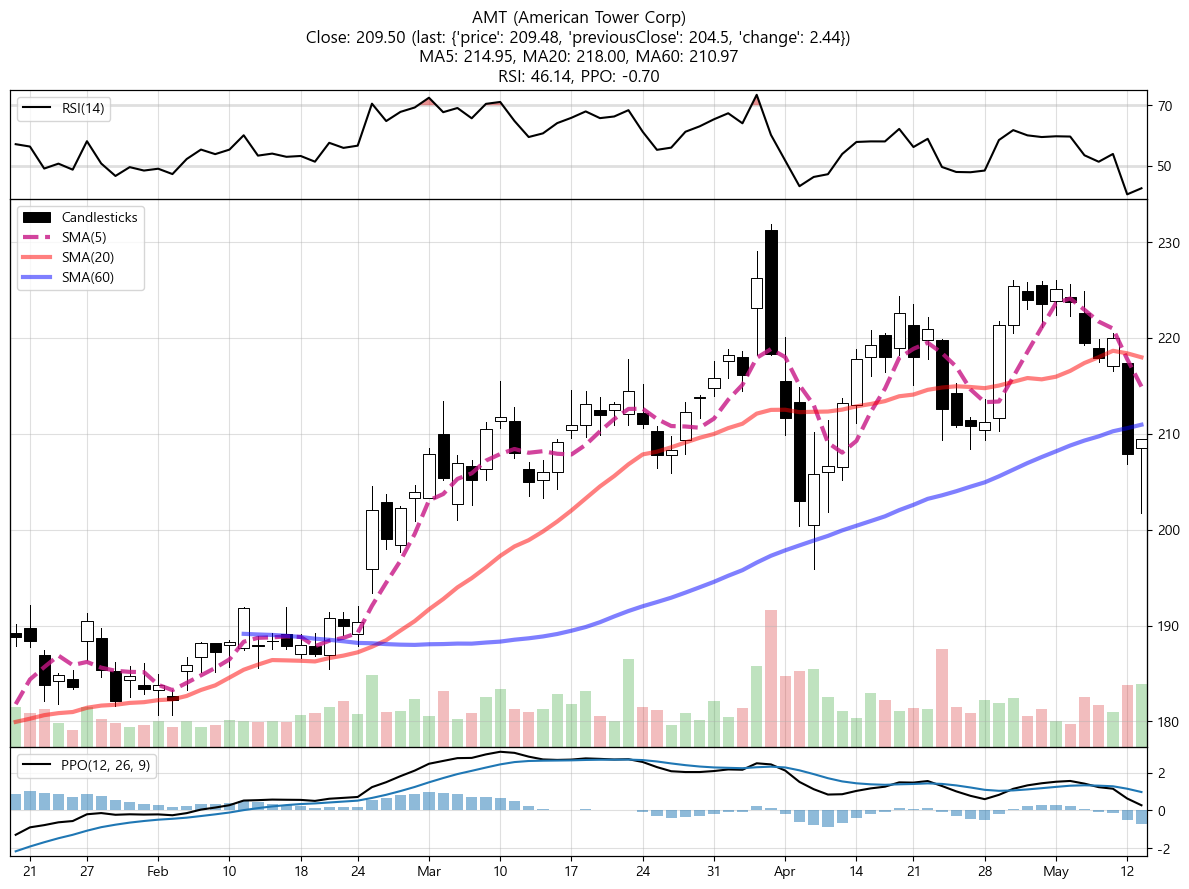 AMT (American Tower Corp)
Close: 209.50 (last: {'price': 209.48, 'previousClose': 204.5, 'change': 2.44})
MA5: 214.95, MA20: 218.00, MA60: 210.97
RSI: 46.14, PPO: -0.70
RSI(14)
70
50
Candlesticks
SMA(5)
SMA(20)
SMA(60)
230
220
210
200
190
180
PPO(12, 26, 9)
2
0
-2
21 27 Feb 10 18 24 Mar 10 17 24 31 Apr 14 21 28 May 12